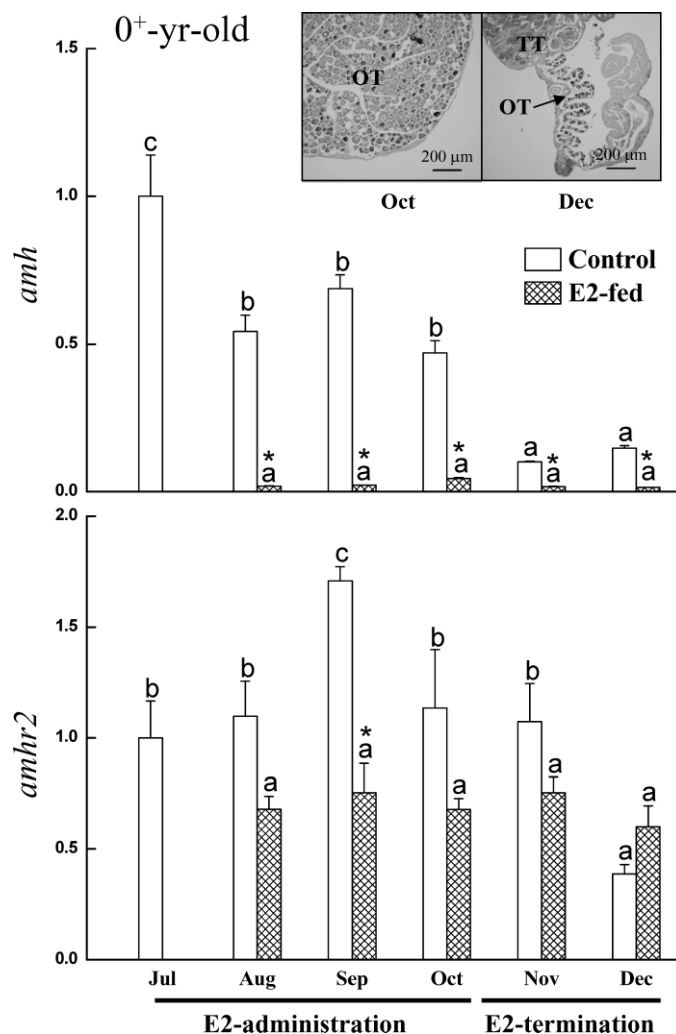 0⁺-yr-old
1.5
1.0
0.5
0.0
amh
OT
200 µm
Oct
TT
OT
200 µm
Dec
Control
E2-fed
c
b
* a
b
* a
b
* a
a
* a
a
* a
2.0
1.5
1.0
0.5
0.0
amhr2
b
b
a
c
* a
b
a
b
a
a
a
Jul Aug Sep Oct Nov Dec
E2-administration E2-termination